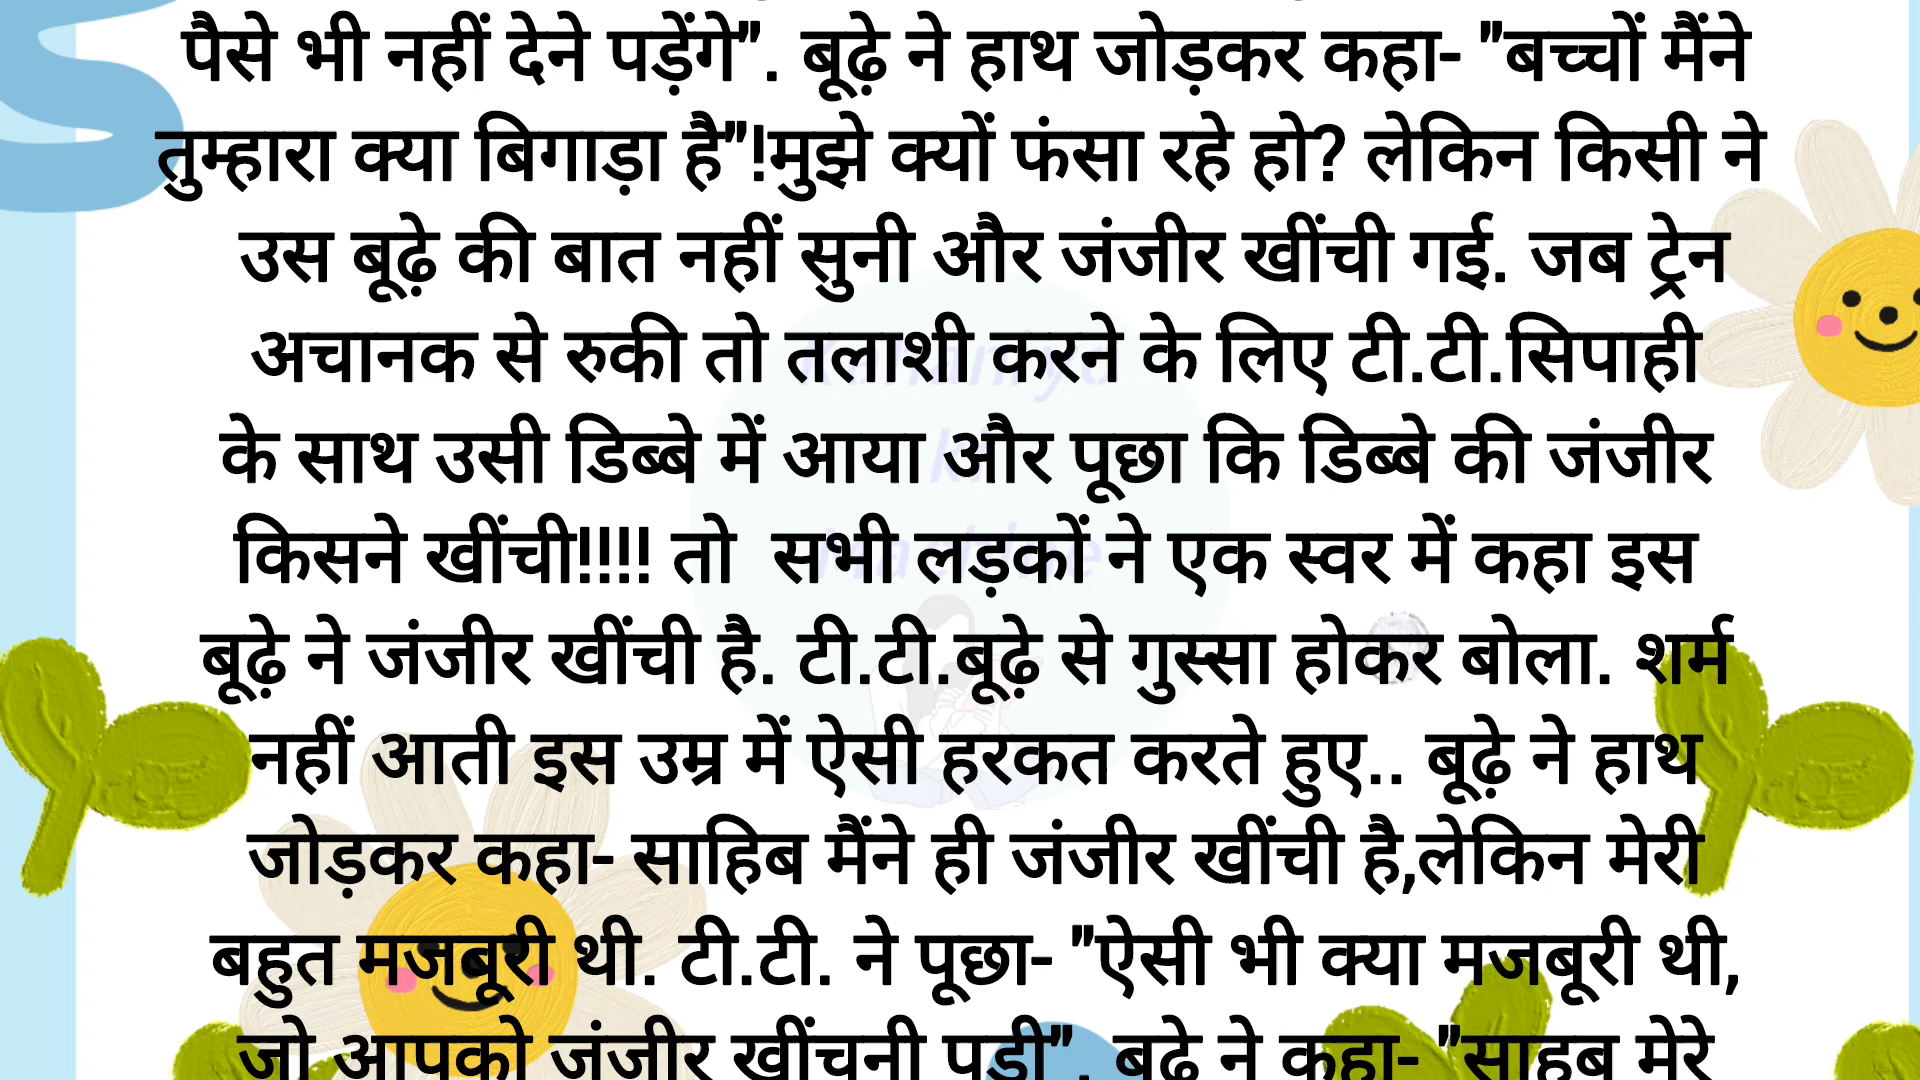 पैसे भी नहीं देने पड़ेंगे". बूढ़े ने हाथ जोड़कर कहा- "बच्चों मैंने
तुम्हारा क्या बिगाड़ा है"!मुझे क्यों फंसा रहे हो? लेकिन किसी ने
उस बूढ़े की बात नहीं सुनी और जंजीर खींची गई. जब ट्रेन
अचानक से रुकी तो तलाशी करने के लिए टी.टी.सिपाही
के साथ उसी डिब्बे में आया और पूछा कि डिब्बे की जंजीर
किसने खींची!!!! तो  सभी लड़कों ने एक स्वर में कहा इस
बूढ़े ने जंजीर खींची है. टी.टी.बूढ़े से गुस्सा होकर बोला. शर्म
नहीं आती इस उम्र में ऐसी हरकत करते हुए.. बूढ़े ने हाथ
जोड़कर कहा- साहिब मैंने ही जंजीर खींची है,लेकिन मेरी
बहुत मजबूरी थी. टी.टी. ने पूछा- "ऐसी भी क्या मजबूरी थी,
जो आपको जंजीर खींचनी पड़ी". बूढ़े ने कहा- "साहब मेरे